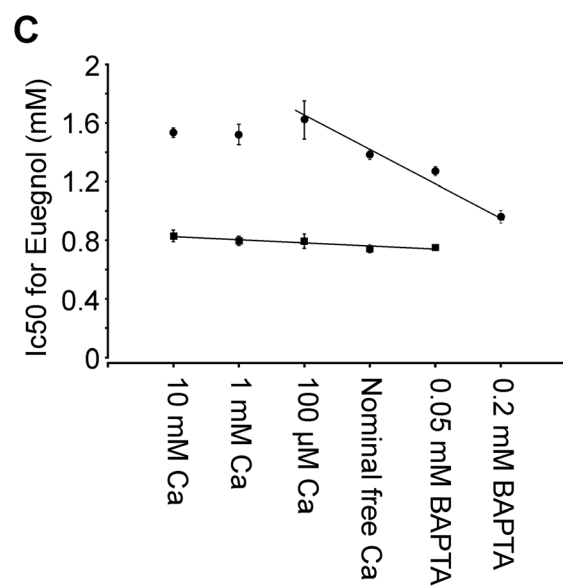 C
Ic50 for Euegnol (mM)
2
1.6
1.2
0.8
0.4
0
10 mM Ca
1 mM Ca
100 µM Ca
Nominal free Ca
0.05 mM BAPTA
0.2 mM BAPTA